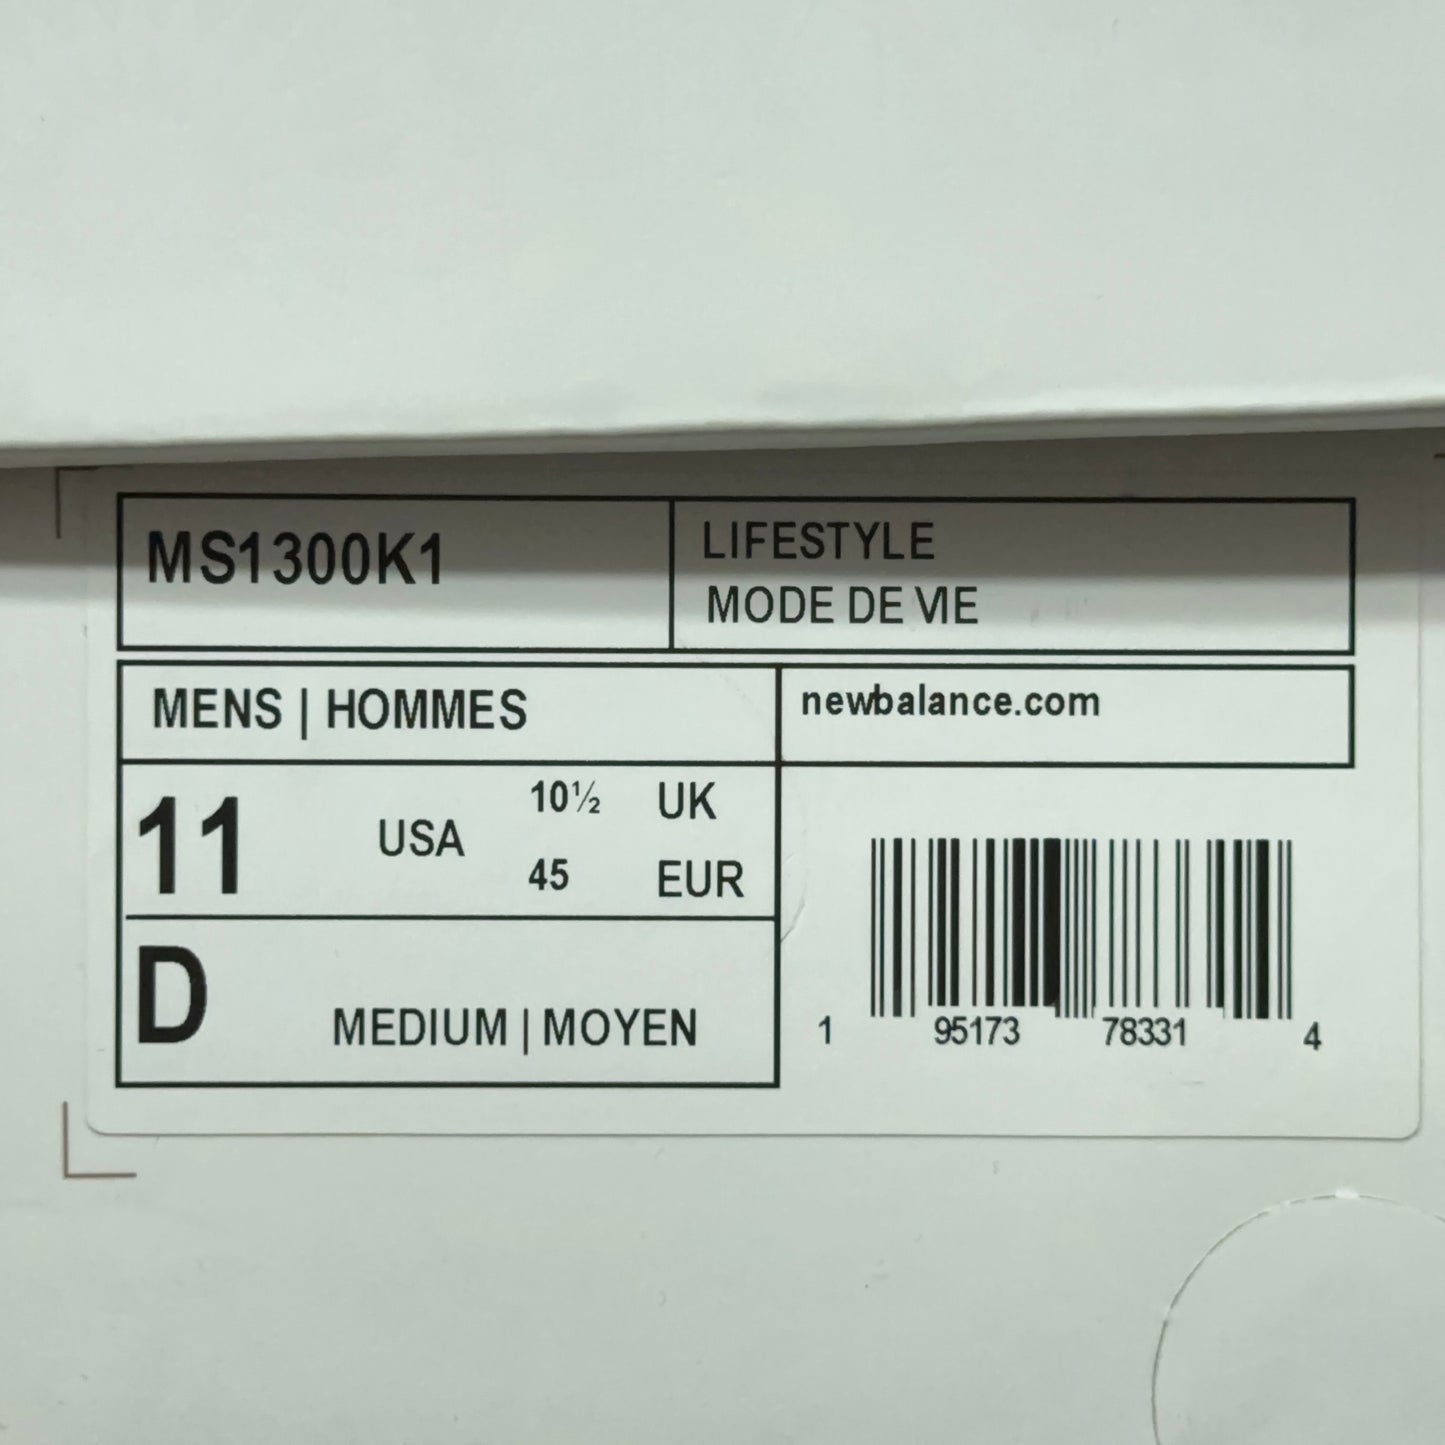 MS1300K1
LIFESTYLE
MODE DE VIE
MENS | HOMMES
newbalance.com
11 USA
10½ UK
45 EUR
D MEDIUM | MOYEN
1 95173 78331 4